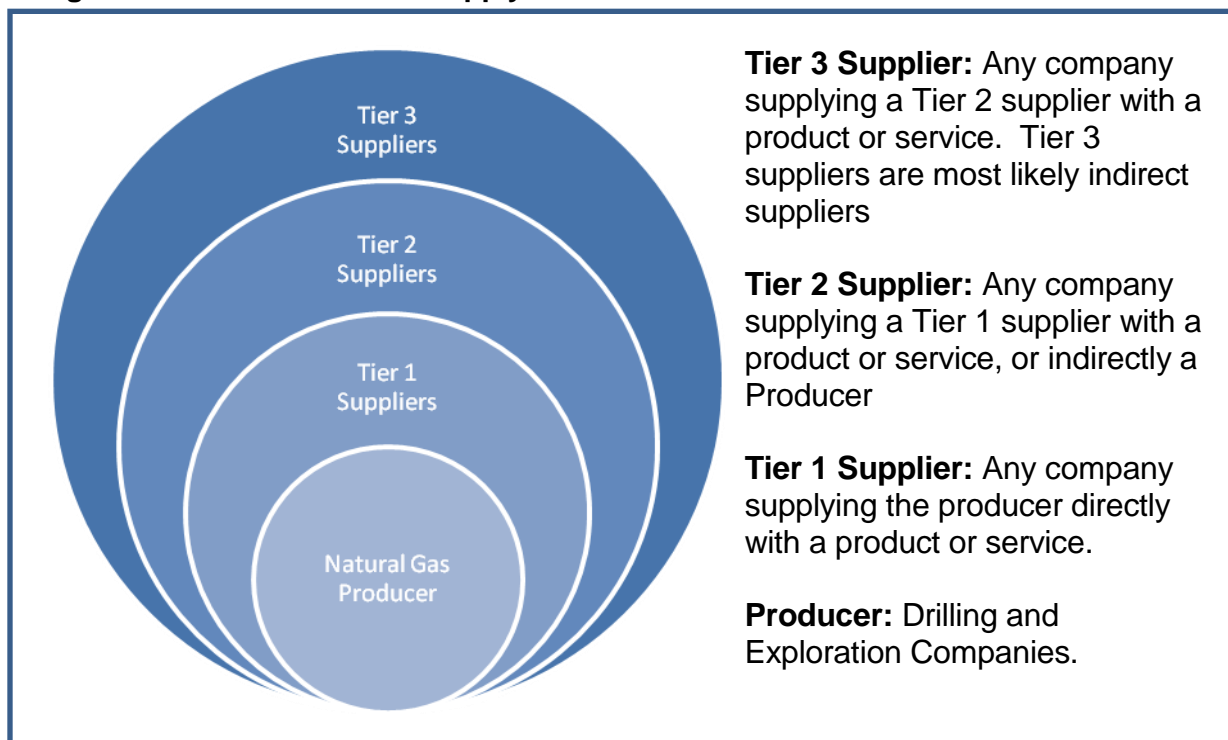 Tier 3
Suppliers
Tier 2
Suppliers
Tier 1
Suppliers
Natural Gas
Producer
Tier 3 Supplier: Any company
supplying a Tier 2 supplier with a
product or service.  Tier 3
suppliers are most likely indirect
suppliers
Tier 2 Supplier: Any company
supplying a Tier 1 supplier with a
product or service, or indirectly a
Producer
Tier 1 Supplier: Any company
supplying the producer directly
with a product or service.
Producer: Drilling and
Exploration Companies.